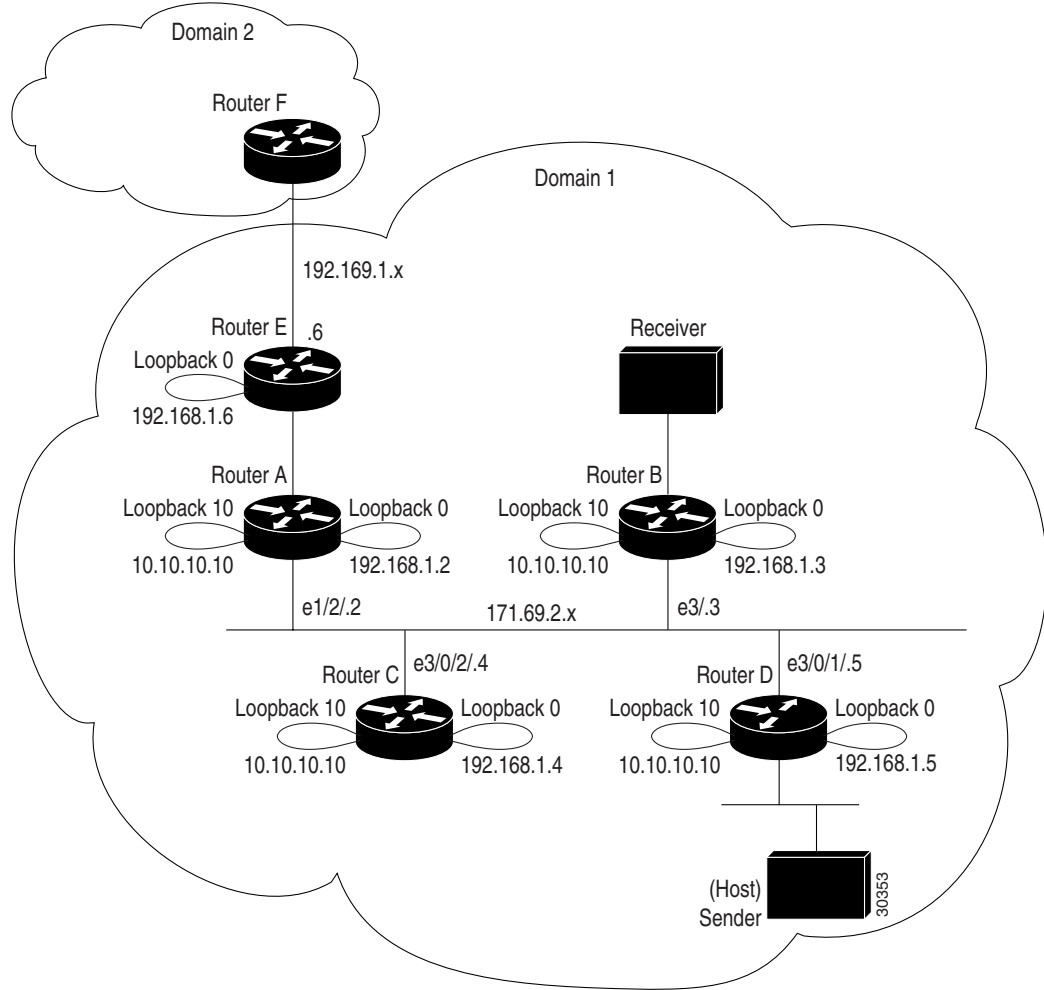 Domain 2
Router F
Domain 1
192.169.1.x
Router E
.6
Receiver
Loopback 0
192.168.1.6
Router A
Router B
Loopback 10
Loopback 0
Loopback 10
Loopback 0
10.10.10.10
192.168.1.2
10.10.10.10
192.168.1.3
e1/2/.2
171.69.2.x
e3/.3
Router C
e3/0/2/.4
Router D
e3/0/1/.5
Loopback 10
Loopback 0
Loopback 10
Loopback 0
10.10.10.10
192.168.1.4
10.10.10.10
192.168.1.5
(Host)
Sender
30353